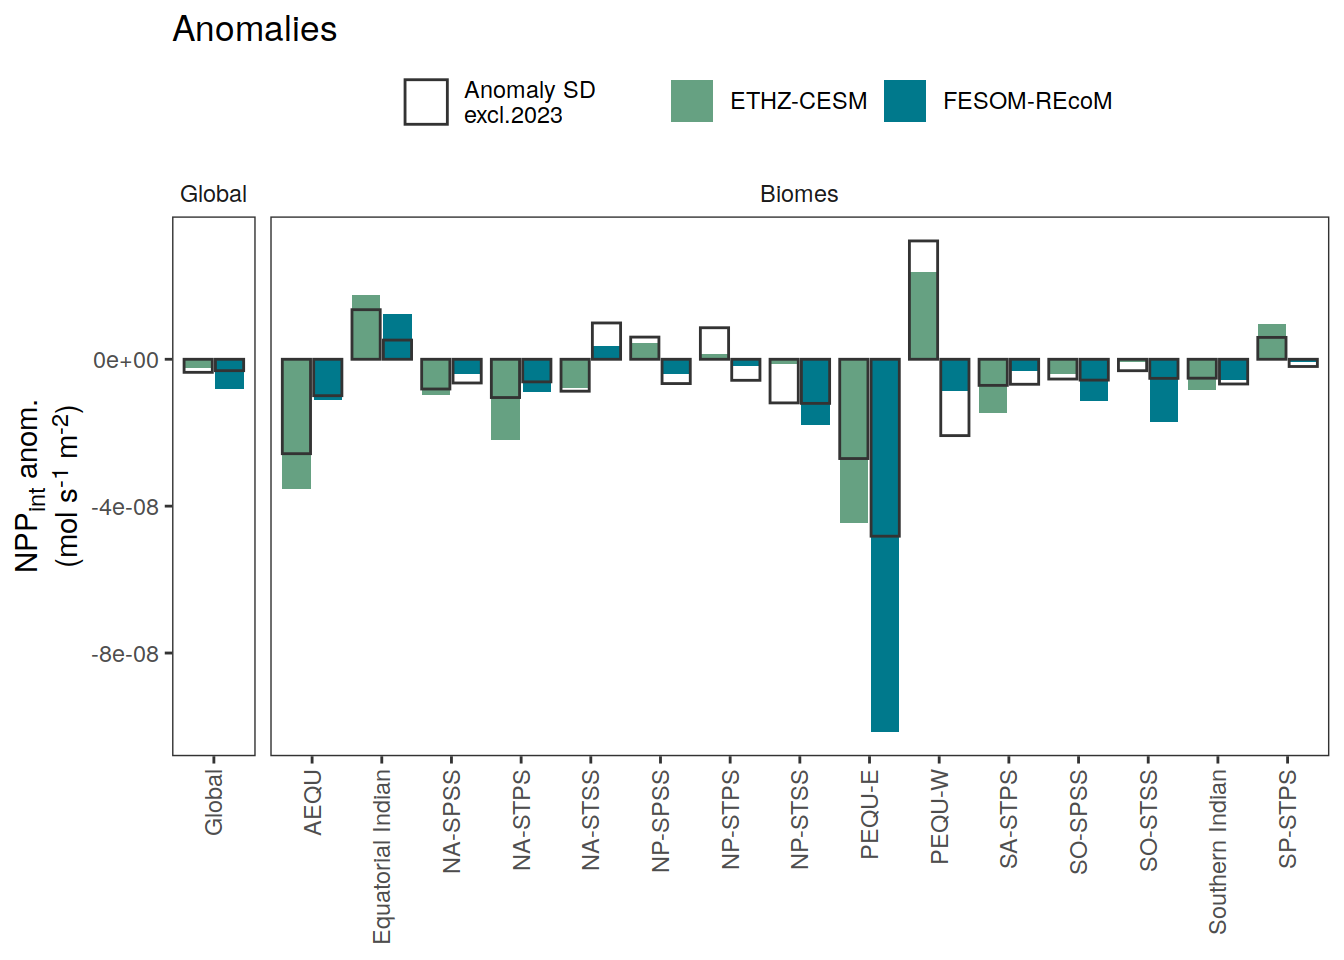 Anomalies
Anomaly SD
excl.2023
ETHZ-CESM
FESOM-REcoM
Global
Biomes
NPPint anom.
(mol s-1 m-2)
0e+00
-4e-08
-8e-08
Global
AEQU
Equatorial Indian
NA-SPSS
NA-STPS
NA-STSS
NP-SPSS
NP-STPS
NP-STSS
PEQU-E
PEQU-W
SA-STPS
SO-SPSS
SO-STSS
Southern Indian
SP-STPS